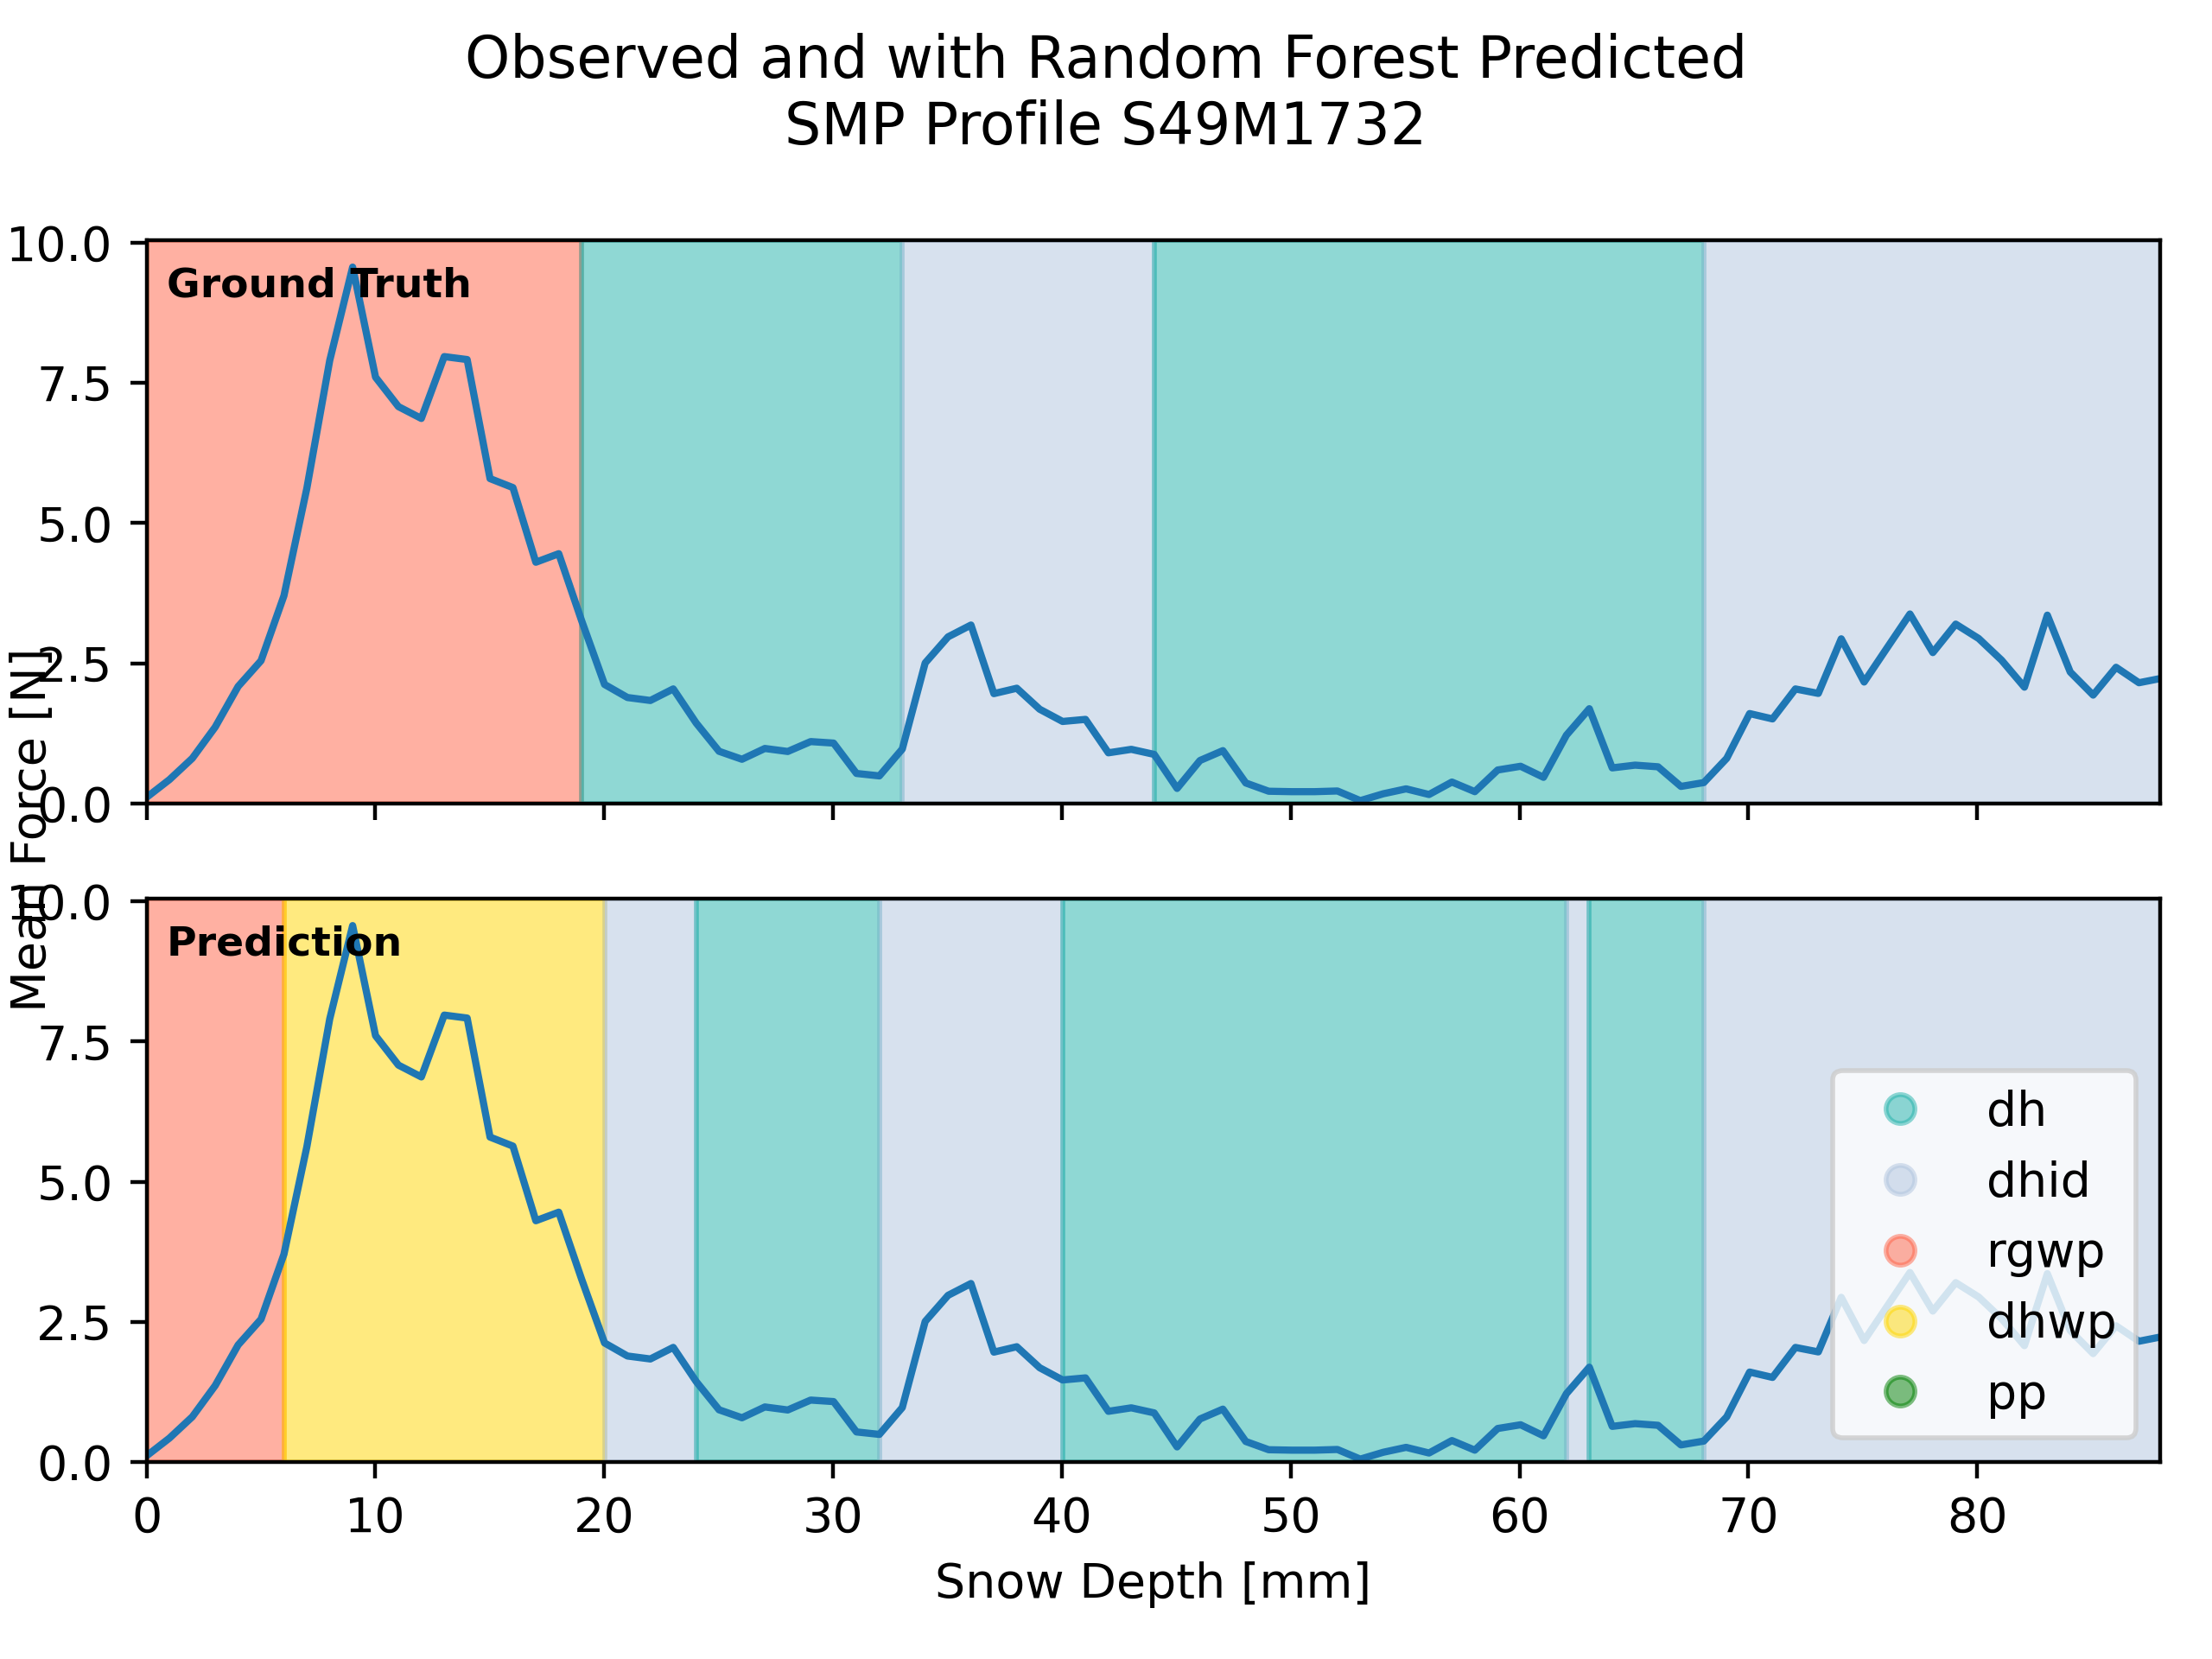 Observed and with Random Forest Predicted
SMP Profile S49M1732
Mean Force [N]
10.0
7.5
5.0
2.5
0.0
Ground Truth
10.0
7.5
5.0
2.5
0.0
Prediction
dh
dhid
rgwp
dhwp
pp
0 10 20 30 40 50 60 70 80
Snow Depth [mm]